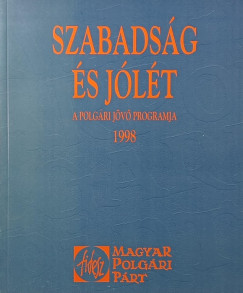 SZABADSÁG
ÉS JÓLÉT
A POLGÁRI JÖVŐ PROGRAMJA
1998
fidesz
MAGYAR
POLGÁRI
PÁRT